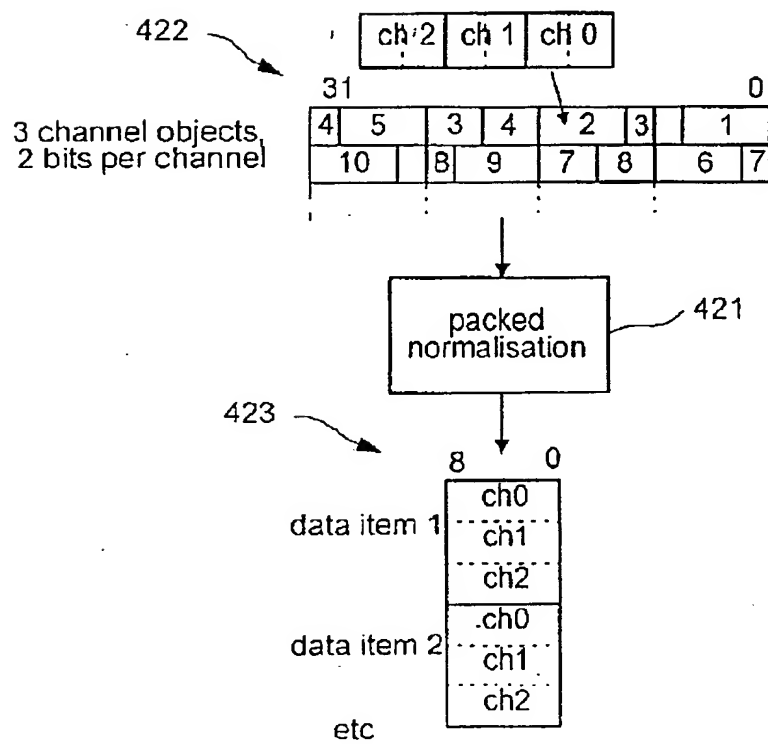 422
ch 2 ch 1 ch 0
31 0
3 channel objects,
2 bits per channel
4 5 3 4 2 3 1
10 8 9 7 8 6 7
packed
normalisation
421
423
8 0
data item 1
ch0
ch1
ch2
data item 2
.ch0
ch1
ch2
etc